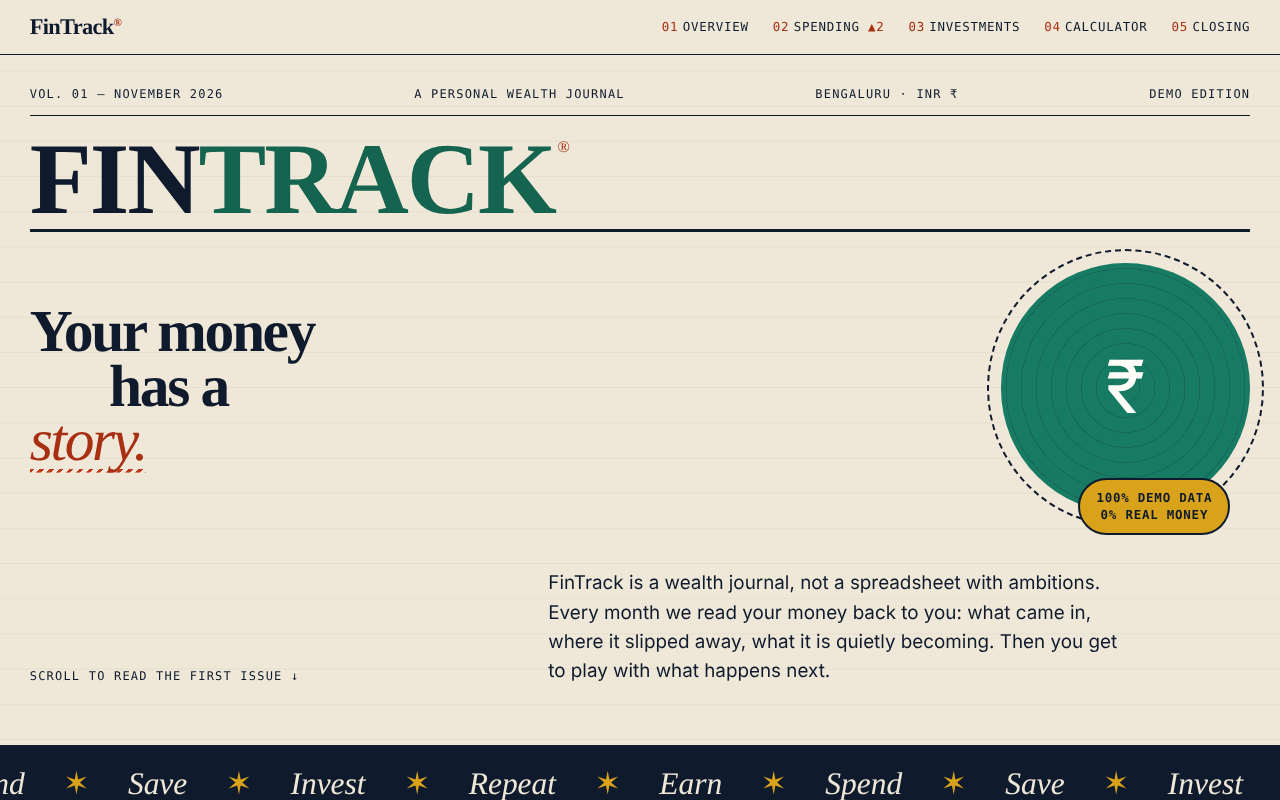 FinTrack®
01 OVERVIEW 02 SPENDING ▲2 03 INVESTMENTS 04 CALCULATOR 05 CLOSING
VOL. 01 — NOVEMBER 2026 A PERSONAL WEALTH JOURNAL BENGALURU · INR ₹ DEMO EDITION
FINTRACK®
Your money
has a
story.
₹
100% DEMO DATA
0% REAL MONEY
FinTrack is a wealth journal, not a spreadsheet with ambitions.
Every month we read your money back to you: what came in,
where it slipped away, what it is quietly becoming. Then you get
to play with what happens next.
SCROLL TO READ THE FIRST ISSUE ↓
nd ✶ Save ✶ Invest ✶ Repeat ✶ Earn ✶ Spend ✶ Save ✶ Invest